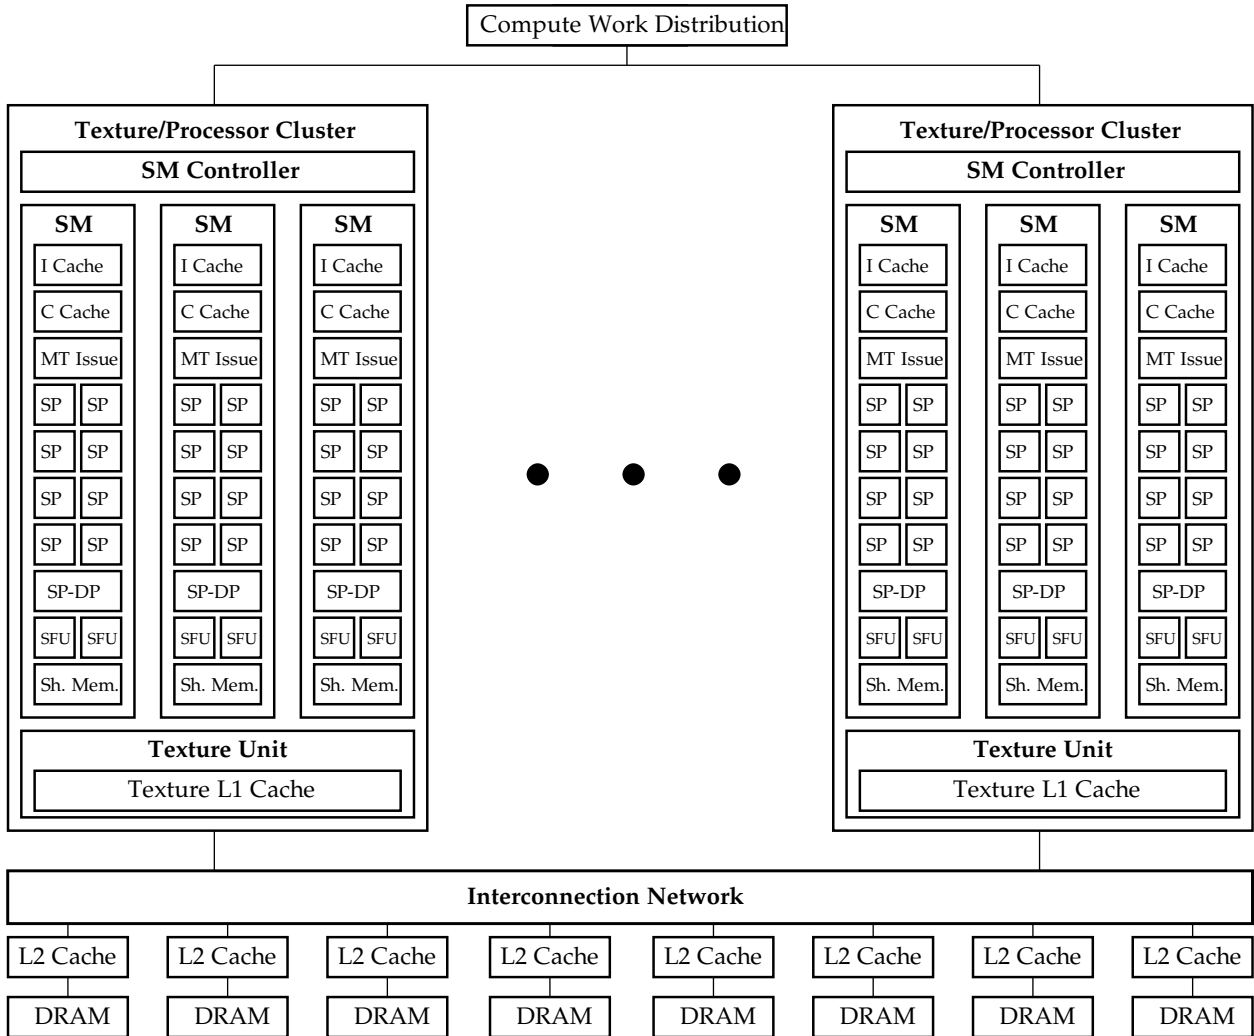 Compute Work Distribution
Texture/Processor Cluster Texture/Processor Cluster
SM Controller SM Controller
SM SM SM SM SM SM
I Cache I Cache I Cache I Cache I Cache I Cache
C Cache C Cache C Cache C Cache C Cache C Cache
MT Issue MT Issue MT Issue MT Issue MT Issue MT Issue
SP SP SP SP SP SP SP SP SP SP SP SP
SP SP SP SP SP SP SP SP SP SP SP SP
SP SP SP SP SP SP SP SP SP SP SP SP
SP SP SP SP SP SP SP SP SP SP SP SP
SP-DP SP-DP SP-DP SP-DP SP-DP SP-DP
SFU SFU SFU SFU SFU SFU SFU SFU SFU SFU SFU SFU
Sh. Mem. Sh. Mem. Sh. Mem. Sh. Mem. Sh. Mem. Sh. Mem.
Texture Unit Texture Unit
Texture L1 Cache Texture L1 Cache
Interconnection Network
L2 Cache L2 Cache L2 Cache L2 Cache L2 Cache L2 Cache L2 Cache L2 Cache
DRAM DRAM DRAM DRAM DRAM DRAM DRAM DRAM